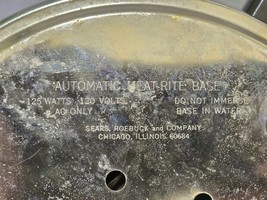 AUTOMATIC HEAT-RITE BASE
125 WATTS 120 VOLTS DO NOT IMMERSE
AC ONLY BASE IN WATER
SEARS, ROEBUCK and COMPANY
CHICAGO, ILLINOIS 60684